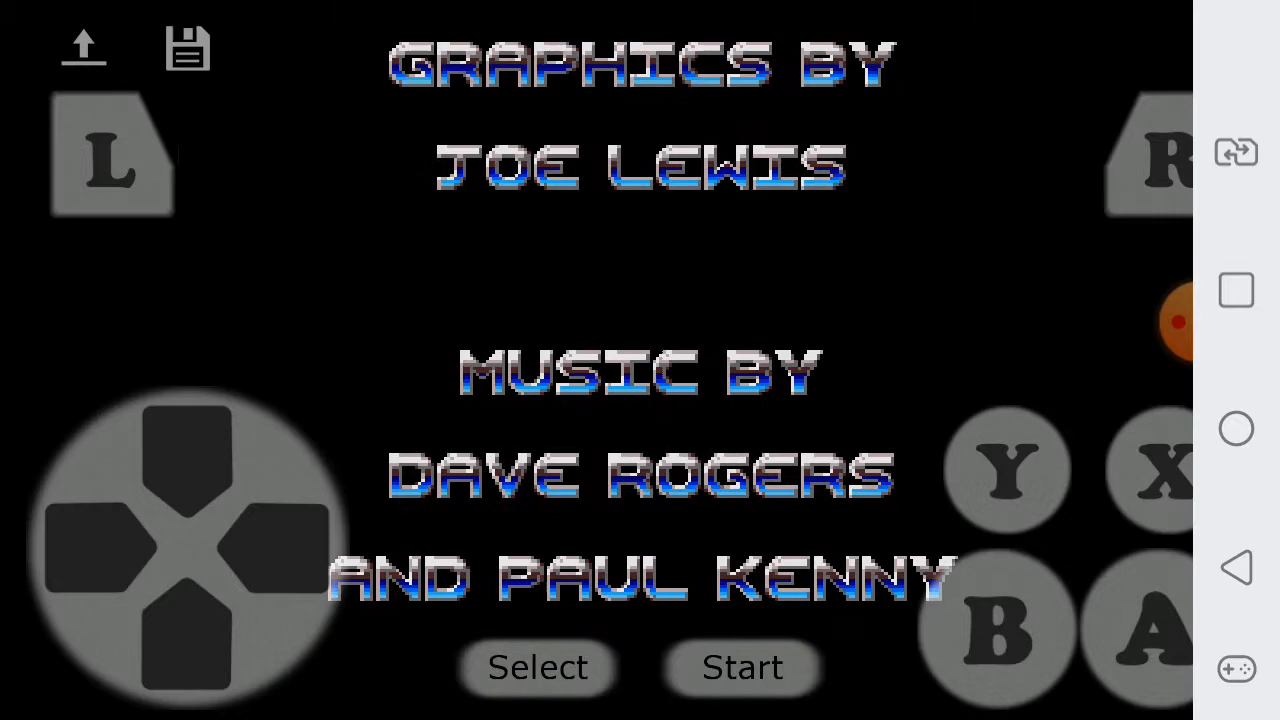 GRAPHICS BY
JOE LEWIS
L
R
MUSIC BY
DAVE ROGERS
AND PAUL KENNY
Y
X
B
A
Select
Start